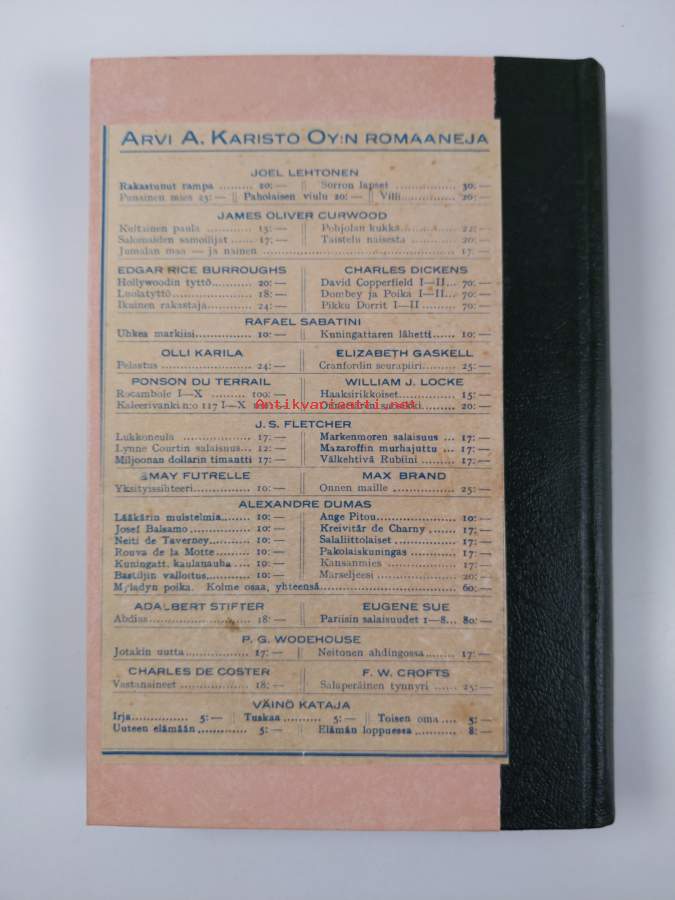 ARVI A. KARISTO OY:N ROMAANEJA
JOEL LEHTONEN
Rakastunut rampa .......... 20:— Sorron lapset ............... 30:—
Punainen mies 25:— Paholaisen viulu 20:— Villi ............ 20:—
JAMES OLIVER CURWOOD
Kultainen paula ............ 15:— Pohjolan kukka ............ 22:—
Salomaiden samoilijat ...... 17:— Taistelu naisesta .......... 20:—
Jumalan maa — ja nainen ........................ 17:—
EDGAR RICE BURROUGHS CHARLES DICKENS
Hollywoodin tyttö ......... 20:— David Copperfield I—II... 70:—
Luolatyttö .................. 18:— Dombey ja Poika I—II... 70:—
Ikuinen rakastaja .......... 24:— Pikku Dorrit I—II ......... 70:—
RAFAEL SABATINI
Uhkea markiisi .............. 10:— Kuningattaren lähetti ...... 10:—
OLLI KARILA ELIZABETH GASKELL
Pelastus .................... 24:— Cranfordin seurapiiri ...... 25:—
PONSON DU TERRAIL WILLIAM J. LOCKE
Rocambole I—X ......... 100:— Haaksirikkoiset ............ 15:—
Kaleerivanki n:o 117 I—X 20:—
Antikvariaatti.net
J. S. FLETCHER
Lukkoneula ................. 17:— Markenmoren salaisuus ... 17:—
Lynne Courtin salaisuus... 12:— Mazaroffin murhajuttu ... 17:—
Miljoonan dollarin timantti 17:— Välkehtivä Rubiini ......... 17:—
MAY FUTRELLE MAX BRAND
Yksityissihteeri ............. 10:— Onnen maille ............... 25:—
ALEXANDRE DUMAS
Lääkärin muistelmia ....... 10:— Ange Pitou .................. 10:—
Josef Balsamo .............. 10:— Kreivitär de Charny ....... 17:—
Neiti de Taverney .......... 10:— Salaliittolaiset ............. 17:—
Rouva de la Motte ......... 10:— Pakolaiskuningas .......... 17:—
Kuningatt. kaulanauha ... 10:— Kansanmies ................ 17:—
Bastiljin valloitus .......... 10:— Marseljeesi ................. 20:—
Myladyn poika. Kolme osaa, yhteensä .............. 60:—
ADALBERT STIFTER EUGENE SUE
Abdias ...................... 18:— Pariisin salaisuudet 1—8... 80:—
P. G. WODEHOUSE
Jotakin uutta ............... 17:— Neitonen ahdingossa ....... 17:—
CHARLES DE COSTER F. W. CROFTS
Vastanaineet ............... 18:— Salaperäinen tynnyri ...... 25:—
VÄINÖ KATAJA
Irja ............... 5:— Tuskaa ......... 5:— Toisen oma .... 5:—
Uuteen elämään ............ 5:— Elämän loppuessa .......... 8:—